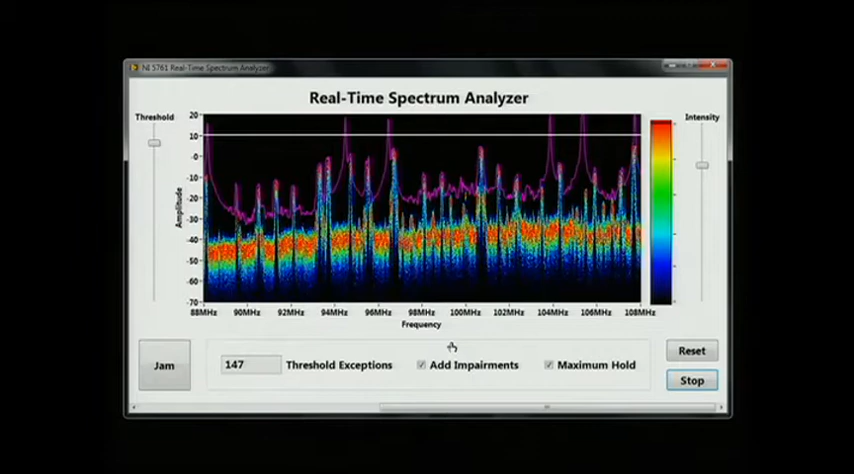 NI 5761 Real-Time Spectrum Analyzer
Real-Time Spectrum Analyzer
Threshold
Intensity
20
10
-0
-10
-20
-30
-40
-50
-60
-70
Amplitude
88MHz 90MHz 92MHz 94MHz 96MHz 98MHz 100MHz 102MHz 104MHz 106MHz 108MHz
Frequency
Jam
147 Threshold Exceptions Add Impairments Maximum Hold
Reset
Stop